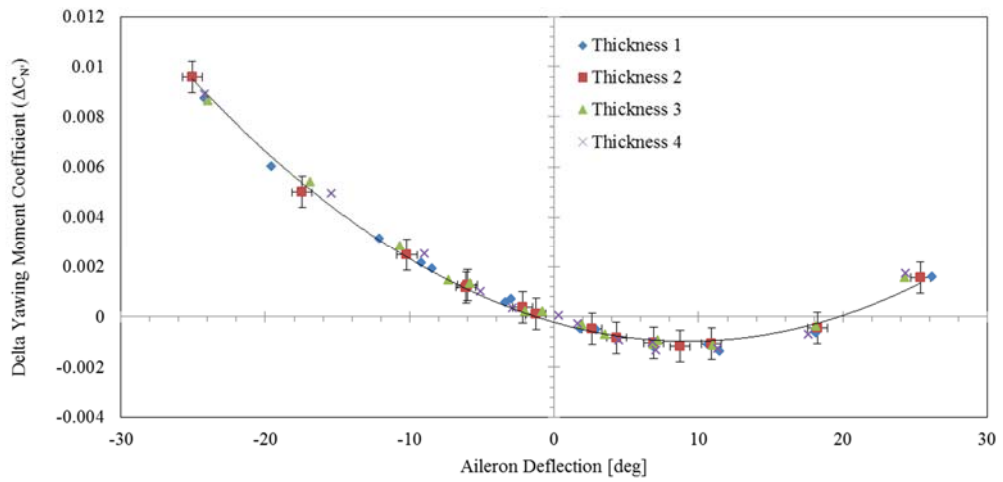 0.012
0.01
0.008
0.006
0.004
0.002
0
-0.002
-0.004
Delta Yawing Moment Coefficient (ΔC_N')
Thickness 1
Thickness 2
Thickness 3
Thickness 4
-30
-20
-10
0
10
20
30
Aileron Deflection [deg]